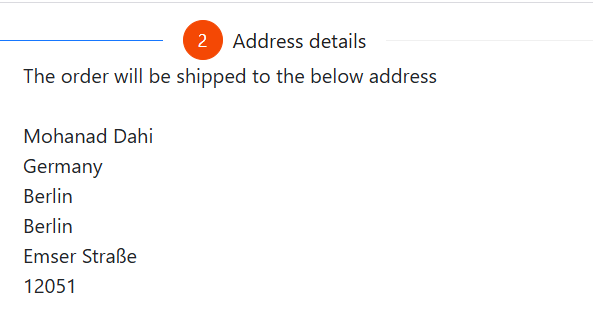 2 Address details
The order will be shipped to the below address
Mohanad Dahi
Germany
Berlin
Berlin
Emser Straße
12051